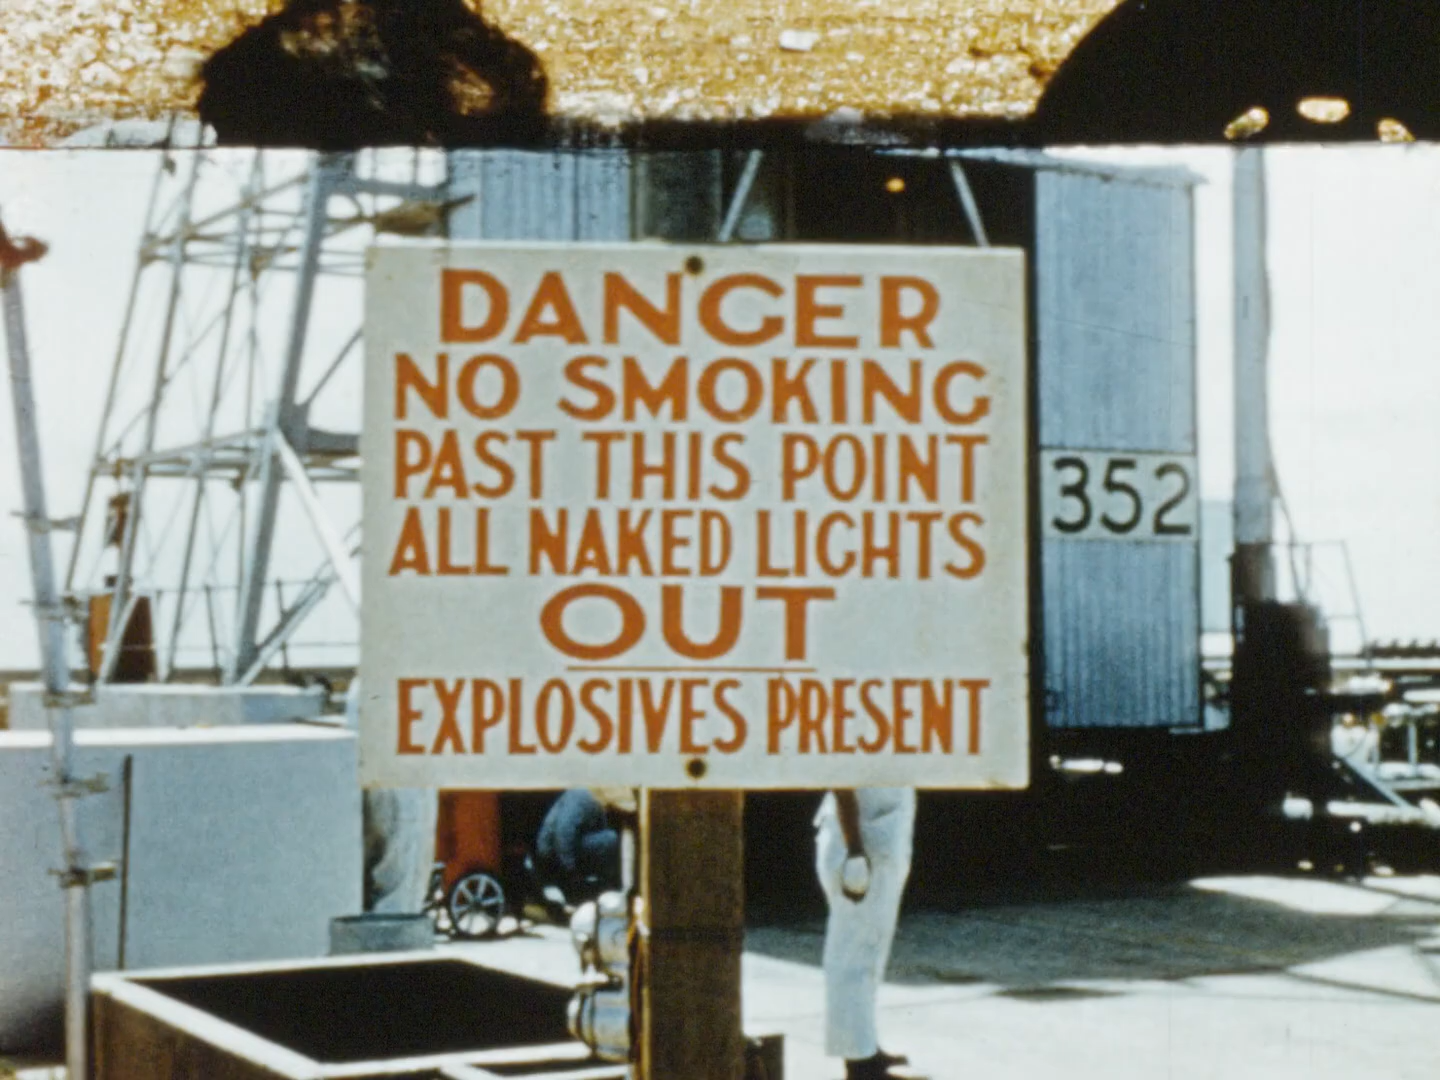 DANGER
NO SMOKING
PAST THIS POINT
ALL NAKED LIGHTS
OUT
EXPLOSIVES PRESENT
352